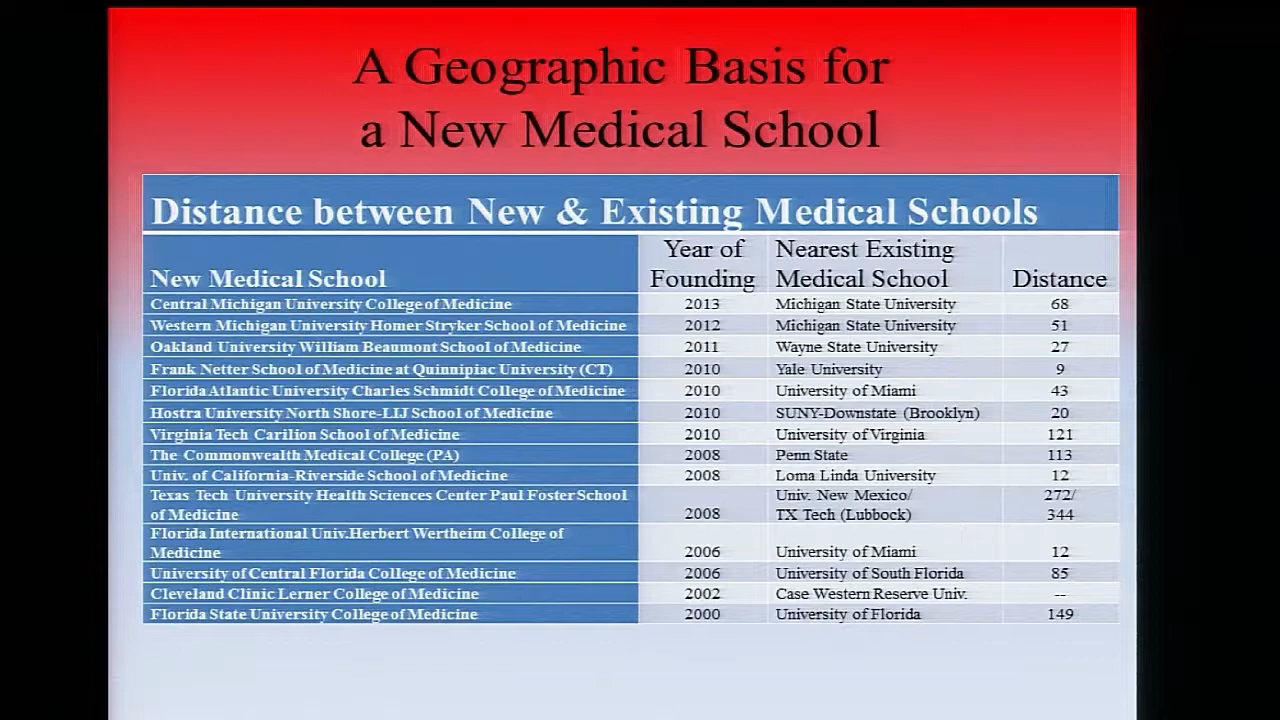 A Geographic Basis for
a New Medical School
Distance between New & Existing Medical Schools
New Medical School Year of Founding Nearest Existing Medical School Distance
Central Michigan University College of Medicine 2013 Michigan State University 68
Western Michigan University Homer Stryker School of Medicine 2012 Michigan State University 51
Oakland University William Beaumont School of Medicine 2011 Wayne State University 27
Frank Netter School of Medicine at Quinnipiac University (CT) 2010 Yale University 9
Florida Atlantic University Charles Schmidt College of Medicine 2010 University of Miami 43
Hostra University North Shore-LIJ School of Medicine 2010 SUNY-Downstate (Brooklyn) 20
Virginia Tech Carilion School of Medicine 2010 University of Virginia 121
The Commonwealth Medical College (PA) 2008 Penn State 113
Univ. of California-Riverside School of Medicine 2008 Loma Linda University 12
Texas Tech University Health Sciences Center Paul Foster School Univ. New Mexico/ 272/
of Medicine 2008 TX Tech (Lubbock) 344
Florida International Univ.Herbert Wertheim College of
Medicine 2006 University of Miami 12
University of Central Florida College of Medicine 2006 University of South Florida 85
Cleveland Clinic Lerner College of Medicine 2002 Case Western Reserve Univ. --
Florida State University College of Medicine 2000 University of Florida 149